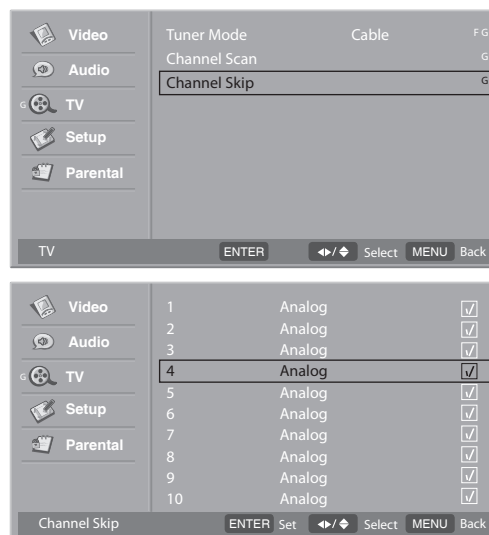 Video
Audio
G TV
Setup
Parental
Tuner Mode Cable F G
Channel Scan G
Channel Skip G
TV ENTER / Select MENU Back
Video
Audio
G TV
Setup
Parental
1 Analog
2 Analog
3 Analog
4 Analog
5 Analog
6 Analog
7 Analog
8 Analog
9 Analog
10 Analog
Channel Skip ENTER Set / Select MENU Back